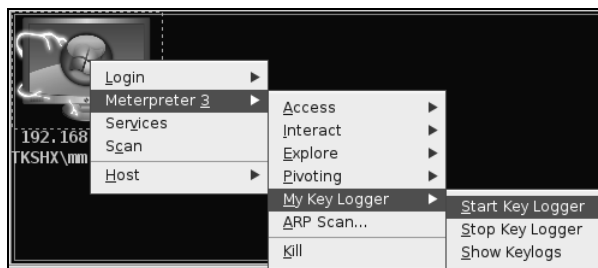 192.168
TKSHX\mm
Login
Meterpreter 3
Services
Scan
Host
Access
Interact
Explore
Pivoting
My Key Logger
ARP Scan...
Kill
Start Key Logger
Stop Key Logger
Show Keylogs